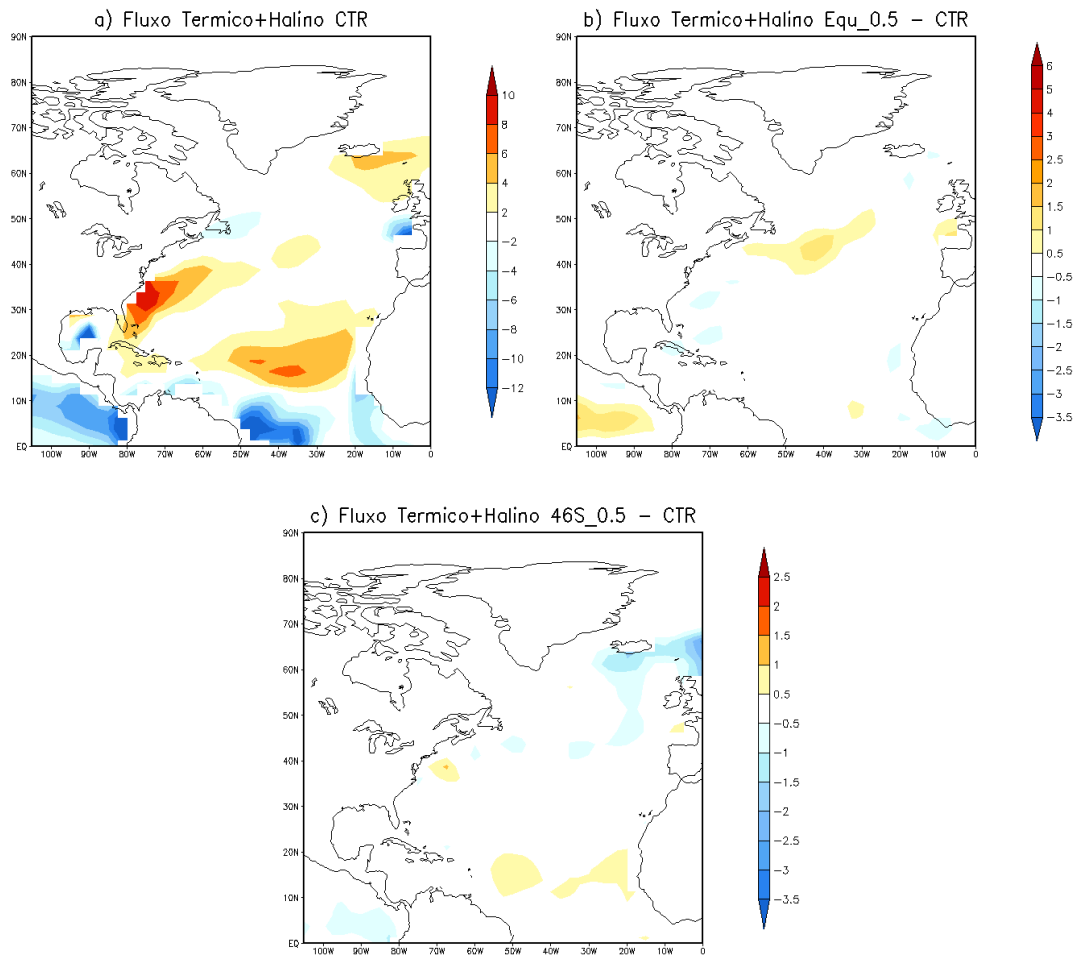 a) Fluxo Termico+Halino CTR
90N
80N
70N
60N
50N
40N
30N
20N
10N
EQ
100W 90W 80W 70W 60W 50W 40W 30W 20W 10W 0
10
8
6
4
2
−2
−4
−6
−8
−10
−12
b) Fluxo Termico+Halino Equ_0.5 − CTR
90N
80N
70N
60N
50N
40N
30N
20N
10N
EQ
100W 90W 80W 70W 60W 50W 40W 30W 20W 10W 0
6
5
4
3
2.5
2
1.5
1
0.5
−0.5
−1
−1.5
−2
−2.5
−3
−3.5
c) Fluxo Termico+Halino 46S_0.5 − CTR
90N
80N
70N
60N
50N
40N
30N
20N
10N
EQ
100W 90W 80W 70W 60W 50W 40W 30W 20W 10W 0
2.5
2
1.5
1
0.5
−0.5
−1
−1.5
−2
−2.5
−3
−3.5